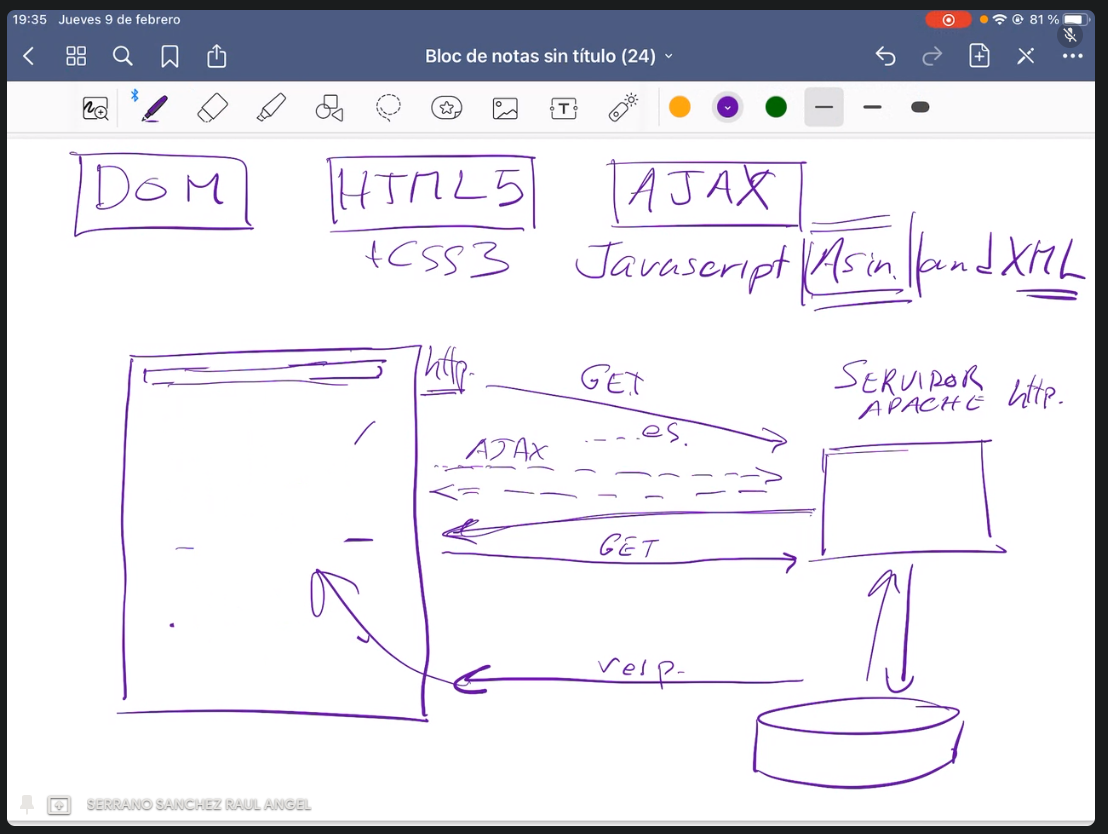 19:35 Jueves 9 de febrero
81 %
Bloc de notas sin título (24)
DOM
HTML5
AJAX
+CSS3
Javascript Asin. and XML
http.
GET
SERVIDOR
APACHE http.
....es.
AJAX
GET
resp.
SERRANO SANCHEZ RAUL ANGEL